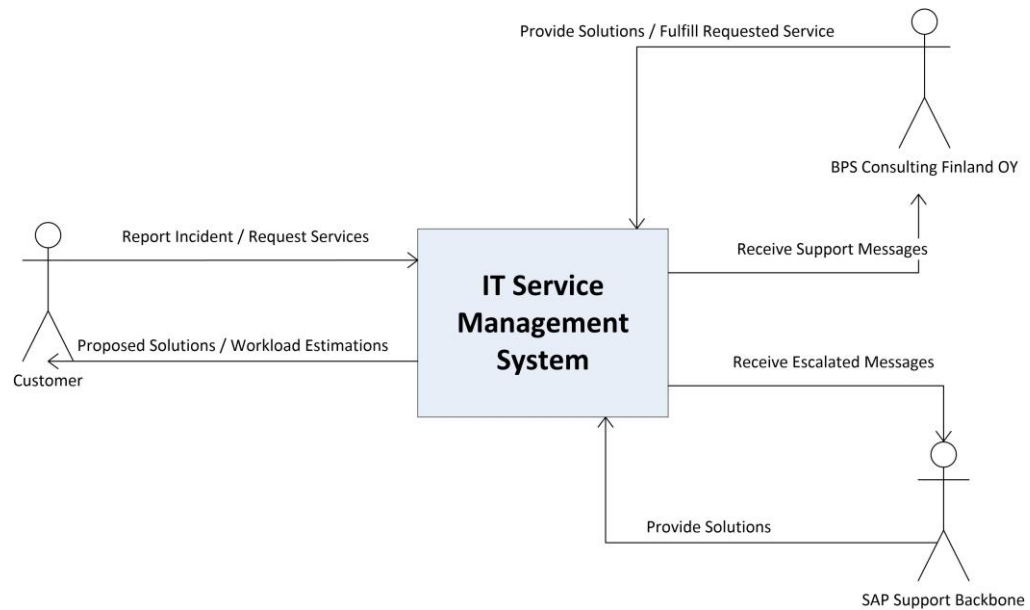 Provide Solutions / Fulfill Requested Service
BPS Consulting Finland OY
Report Incident / Request Services
Receive Support Messages
IT Service
Management
System
Proposed Solutions / Workload Estimations
Customer
Receive Escalated Messages
Provide Solutions
SAP Support Backbone